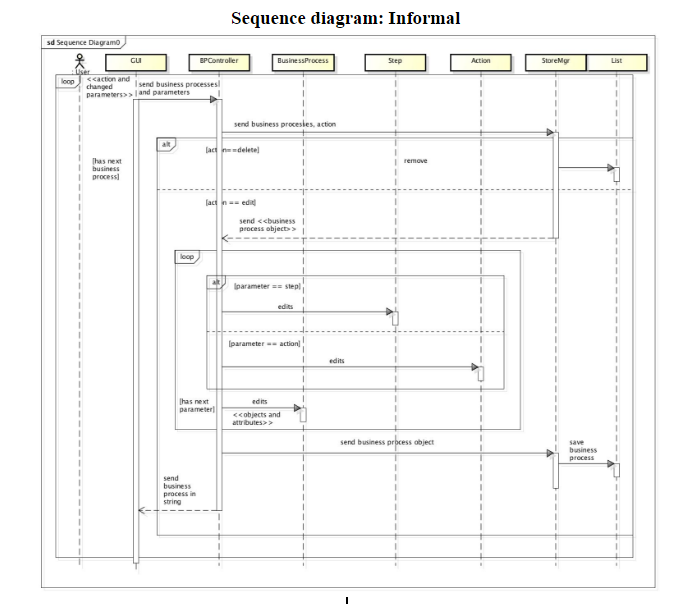 Sequence diagram: Informal
sd Sequence Diagram0
GUI
BPController
BusinessProcess
Step
Action
StoreMgr
List
: User
loop
<<action and
changed
parameters>>
send business processes
and parameters
send business processes, action
alt
[action==delete]
remove
[has next
business
process]
[action == edit]
send <<business
process object>>
loop
alt
[parameter == step]
edits
[parameter == action]
edits
[has next
parameter]
edits
<<objects and
attributes>>
send business process object
save
business
process
send
business
process in
string